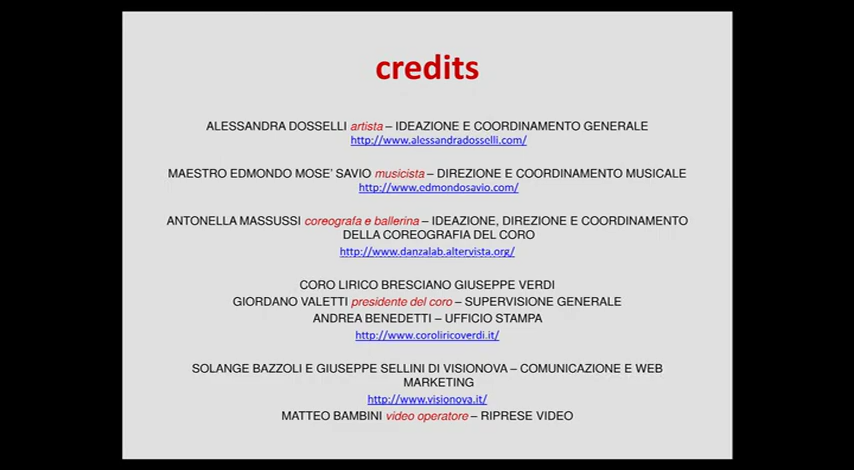 credits
ALESSANDRA DOSSELLI artista – IDEAZIONE E COORDINAMENTO GENERALE
http://www.alessandradosselli.com/
MAESTRO EDMONDO MOSE’ SAVIO musicista – DIREZIONE E COORDINAMENTO MUSICALE
http://www.edmondosavio.com/
ANTONELLA MASSUSSI coreografa e ballerina – IDEAZIONE, DIREZIONE E COORDINAMENTO
DELLA COREOGRAFIA DEL CORO
http://www.danzalab.altervista.org/
CORO LIRICO BRESCIANO GIUSEPPE VERDI
GIORDANO VALETTI presidente del coro – SUPERVISIONE GENERALE
ANDREA BENEDETTI – UFFICIO STAMPA
http://www.coroliricoverdi.it/
SOLANGE BAZZOLI E GIUSEPPE SELLINI DI VISIONOVA – COMUNICAZIONE E WEB
MARKETING
http://www.visionova.it/
MATTEO BAMBINI video operatore – RIPRESE VIDEO